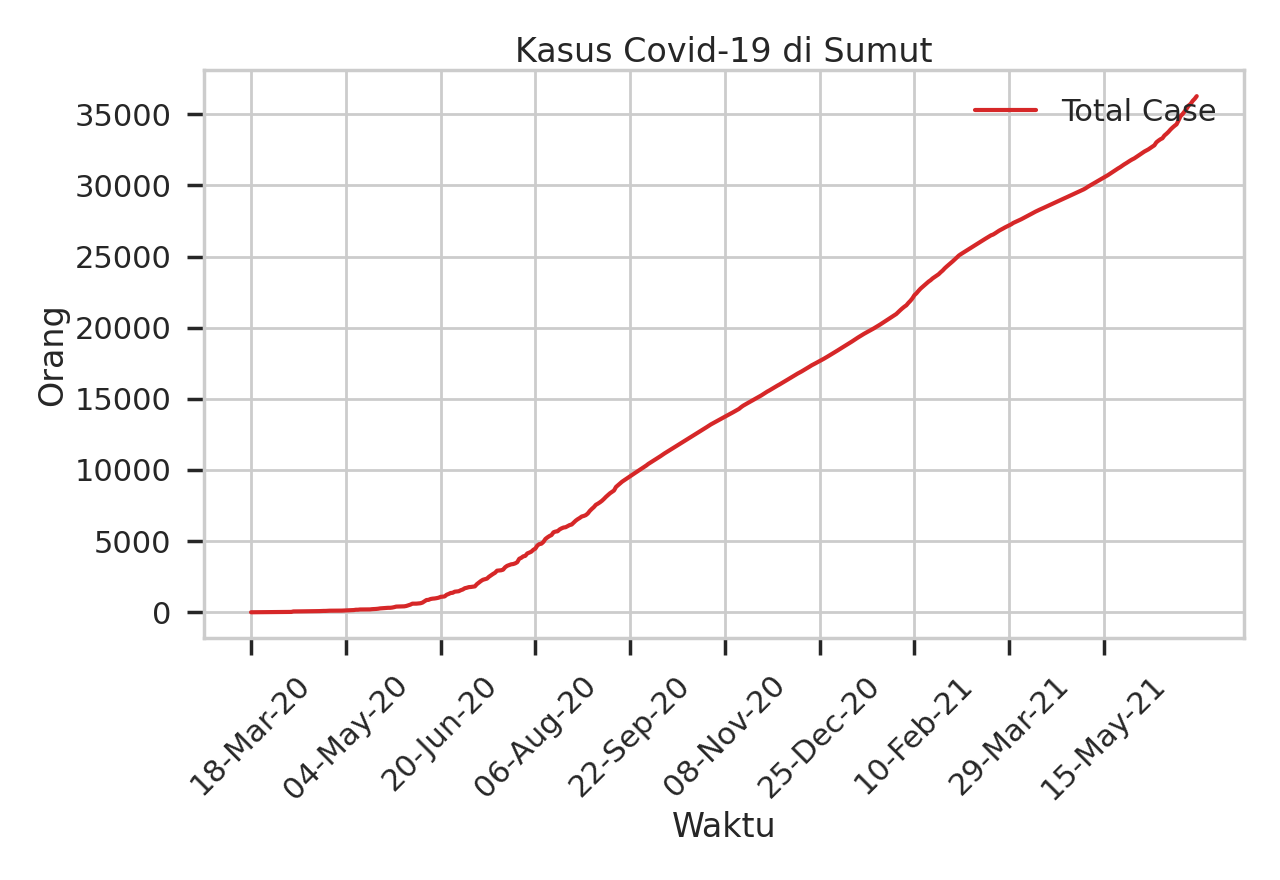 Kasus Covid-19 di Sumut
Total Case
Orang
35000
30000
25000
20000
15000
10000
5000
0
18-Mar-20
04-May-20
20-Jun-20
06-Aug-20
22-Sep-20
08-Nov-20
25-Dec-20
10-Feb-21
29-Mar-21
15-May-21
Waktu